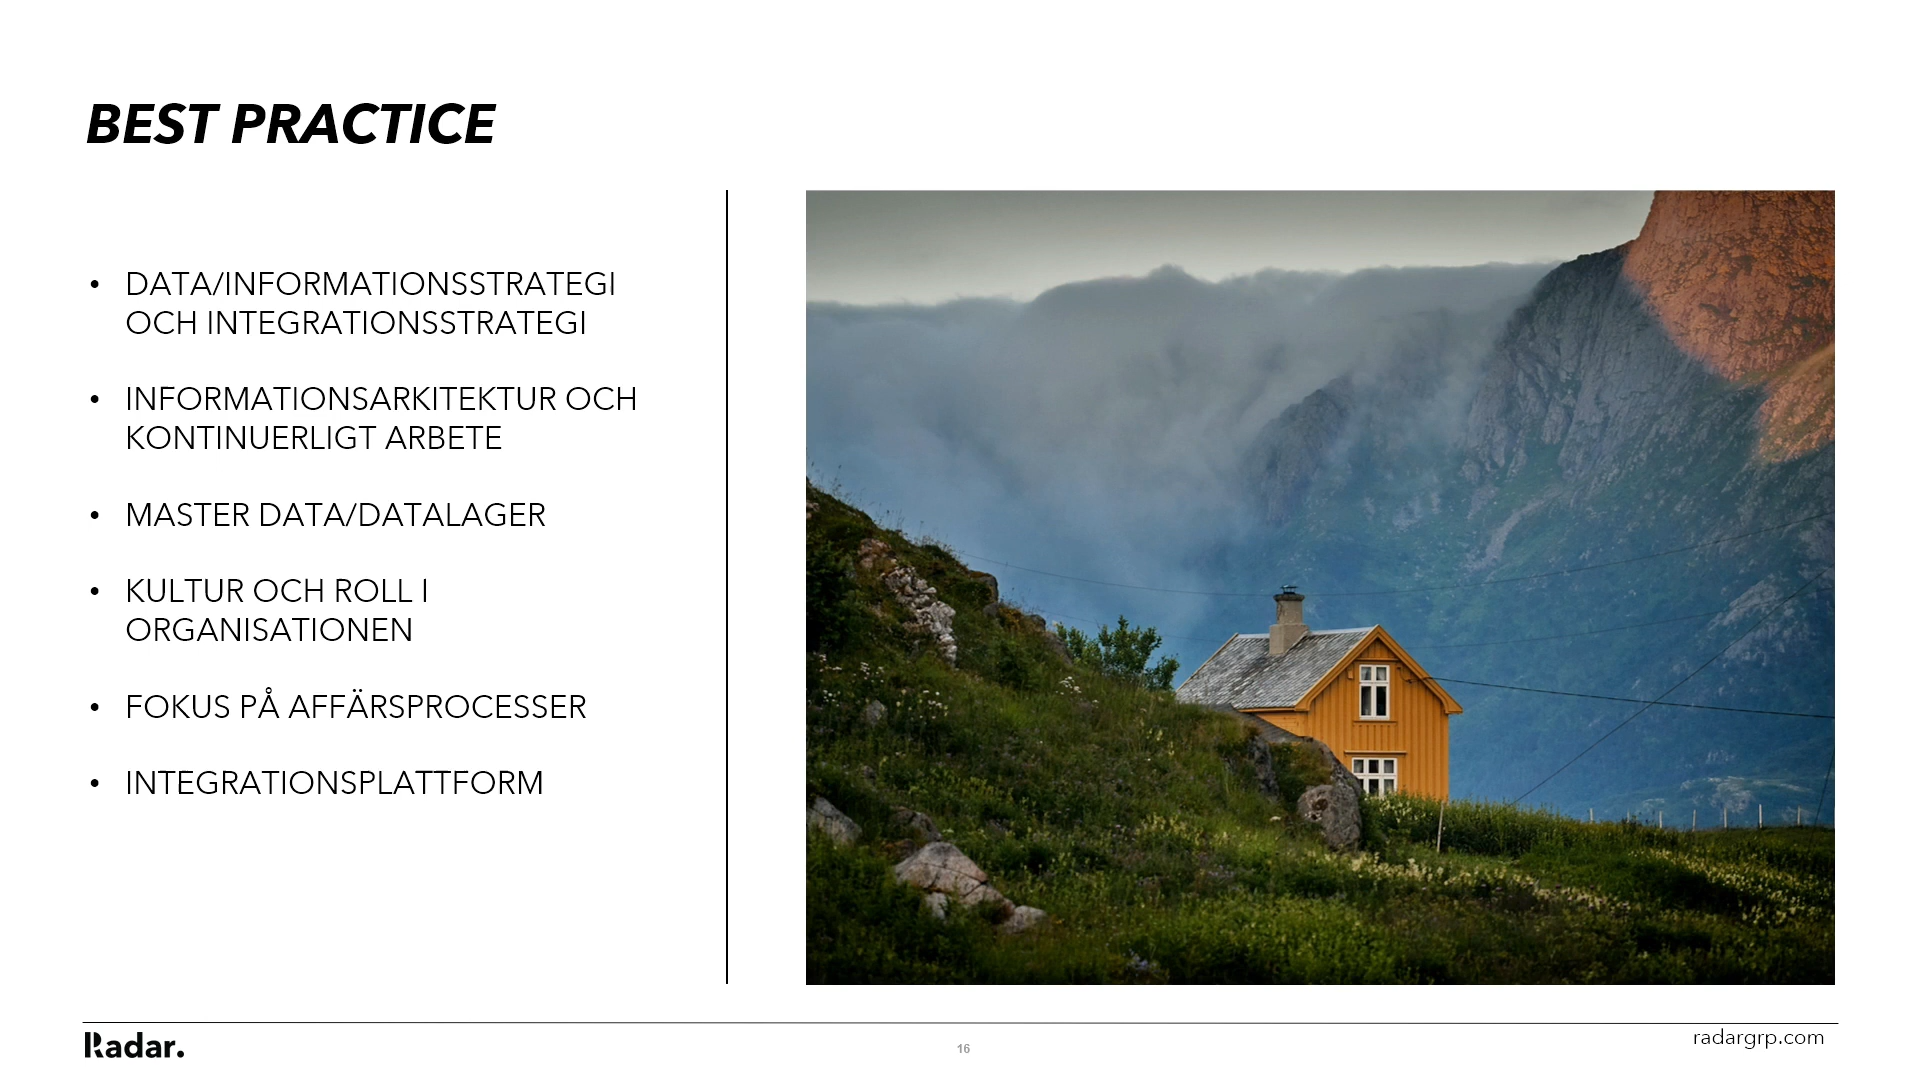 BEST PRACTICE
• DATA/INFORMATIONSSTRATEGI
OCH INTEGRATIONSSTRATEGI
• INFORMATIONSARKITEKTUR OCH
KONTINUERLIGT ARBETE
• MASTER DATA/DATALAGER
• KULTUR OCH ROLL I
ORGANISATIONEN
• FOKUS PÅ AFFÄRSPROCESSER
• INTEGRATIONSPLATTFORM
Radar.
16
radargrp.com